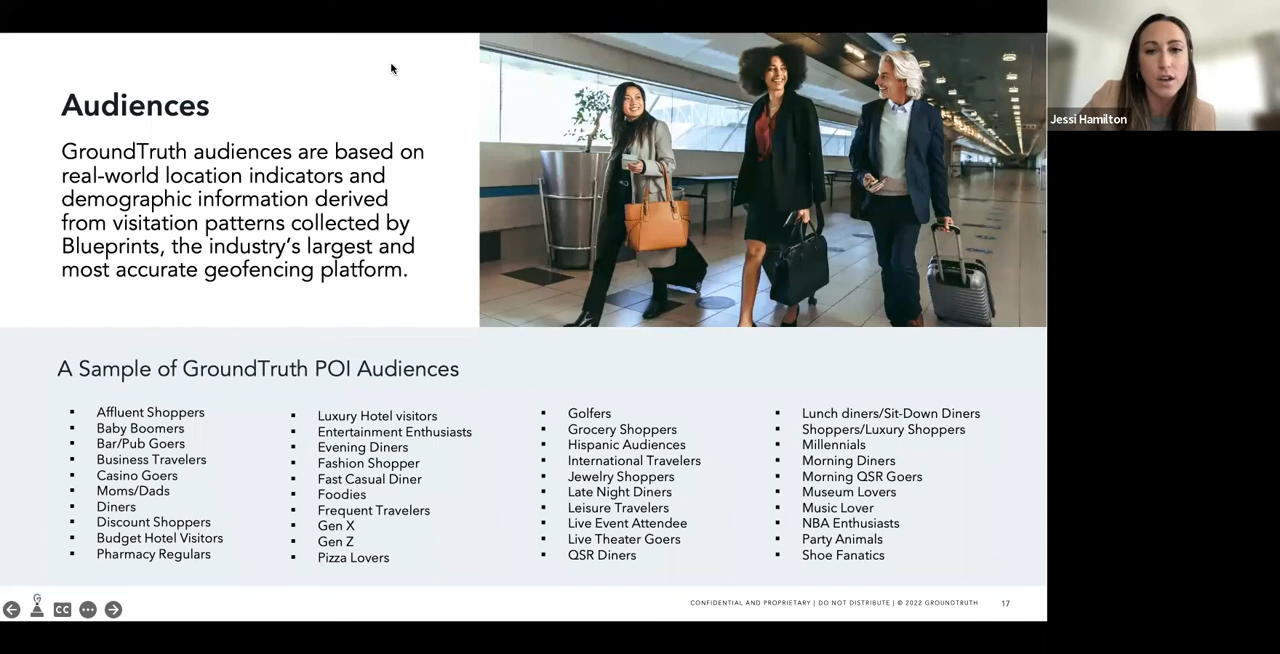 Audiences
GroundTruth audiences are based on
real-world location indicators and
demographic information derived
from visitation patterns collected by
Blueprints, the industry's largest and
most accurate geofencing platform.
Jessi Hamilton
A Sample of GroundTruth POI Audiences
Affluent Shoppers
Baby Boomers
Bar/Pub Goers
Business Travelers
Casino Goers
Moms/Dads
Diners
Discount Shoppers
Budget Hotel Visitors
Pharmacy Regulars
Luxury Hotel visitors
Entertainment Enthusiasts
Evening Diners
Fashion Shopper
Fast Casual Diner
Foodies
Frequent Travelers
Gen X
Gen Z
Pizza Lovers
Golfers
Grocery Shoppers
Hispanic Audiences
International Travelers
Jewelry Shoppers
Late Night Diners
Leisure Travelers
Live Event Attendee
Live Theater Goers
QSR Diners
Lunch diners/Sit-Down Diners
Shoppers/Luxury Shoppers
Millennials
Morning Diners
Morning QSR Goers
Museum Lovers
Music Lover
NBA Enthusiasts
Party Animals
Shoe Fanatics
CC
CONFIDENTIAL AND PROPRIETARY | DO NOT DISTRIBUTE | © 2022 GROUNDTRUTH 17